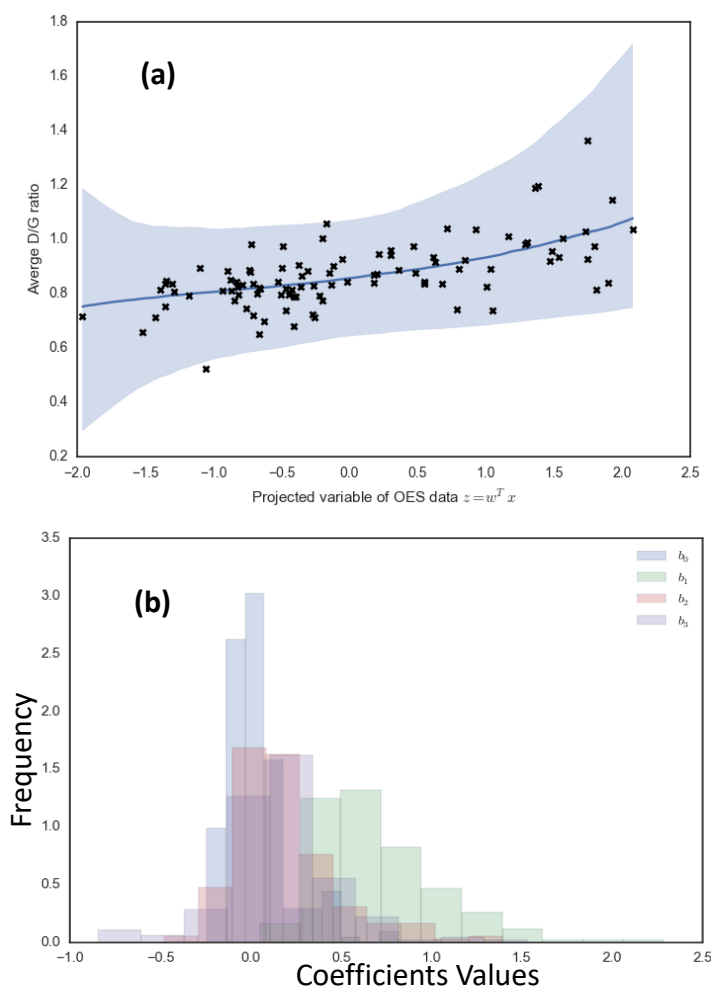 1.8
(a)
1.6
1.4
1.2
1.0
0.8
0.6
0.4
0.2
Averge D/G ratio
−2.0 −1.5 −1.0 −0.5 0.0 0.5 1.0 1.5 2.0 2.5
Projected variable of OES data z = w^T x
3.5
(b)
b_0
b_1
b_2
b_3
3.0
2.5
2.0
1.5
1.0
0.5
0.0
Frequency
−1.0 −0.5 0.0 0.5 1.0 1.5 2.0 2.5
Coefficients Values